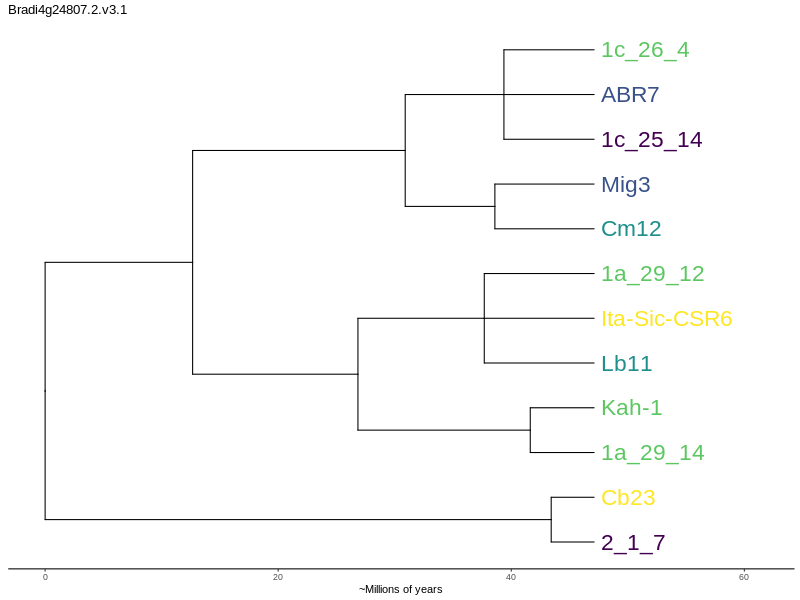 Bradi4g24807.2.v3.1
1c_26_4
ABR7
1c_25_14
Mig3
Cm12
1a_29_12
Ita-Sic-CSR6
Lb11
Kah-1
1a_29_14
Cb23
2_1_7
0 20 40 60
~Millions of years